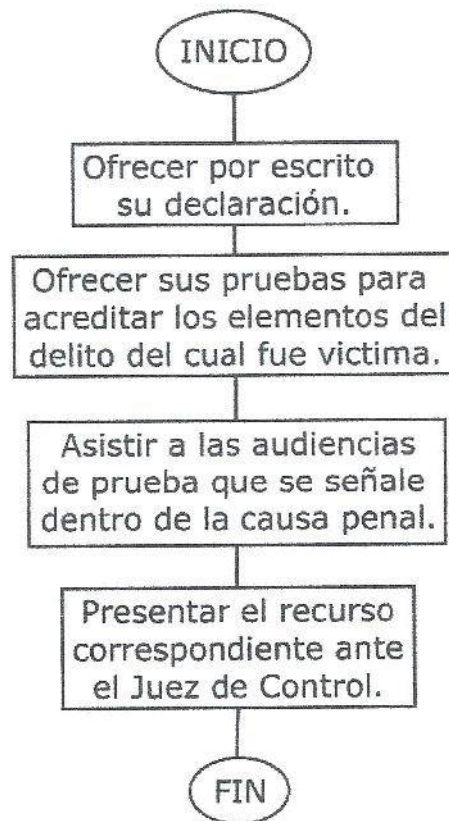 INICIO
Ofrecer por escrito
su declaración.
Ofrecer sus pruebas para
acreditar los elementos del
delito del cual fue victima.
Asistir a las audiencias
de prueba que se señale
dentro de la causa penal.
Presentar el recurso
correspondiente ante
el Juez de Control.
FIN